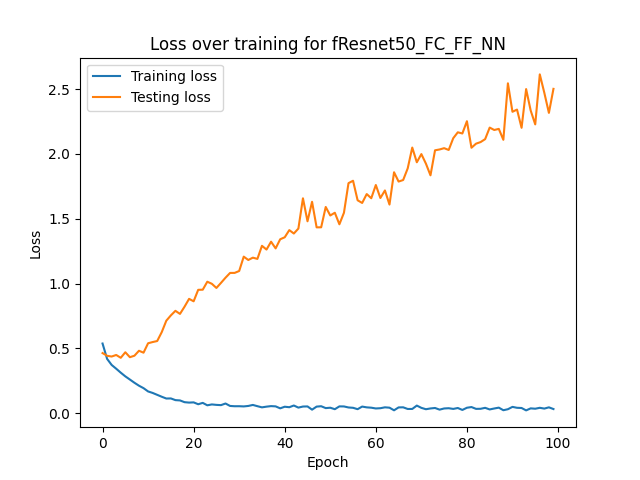 Loss over training for fResnet50_FC_FF_NN
Training loss
Testing loss
2.5
2.0
1.5
1.0
0.5
0.0
Loss
0 20 40 60 80 100
Epoch